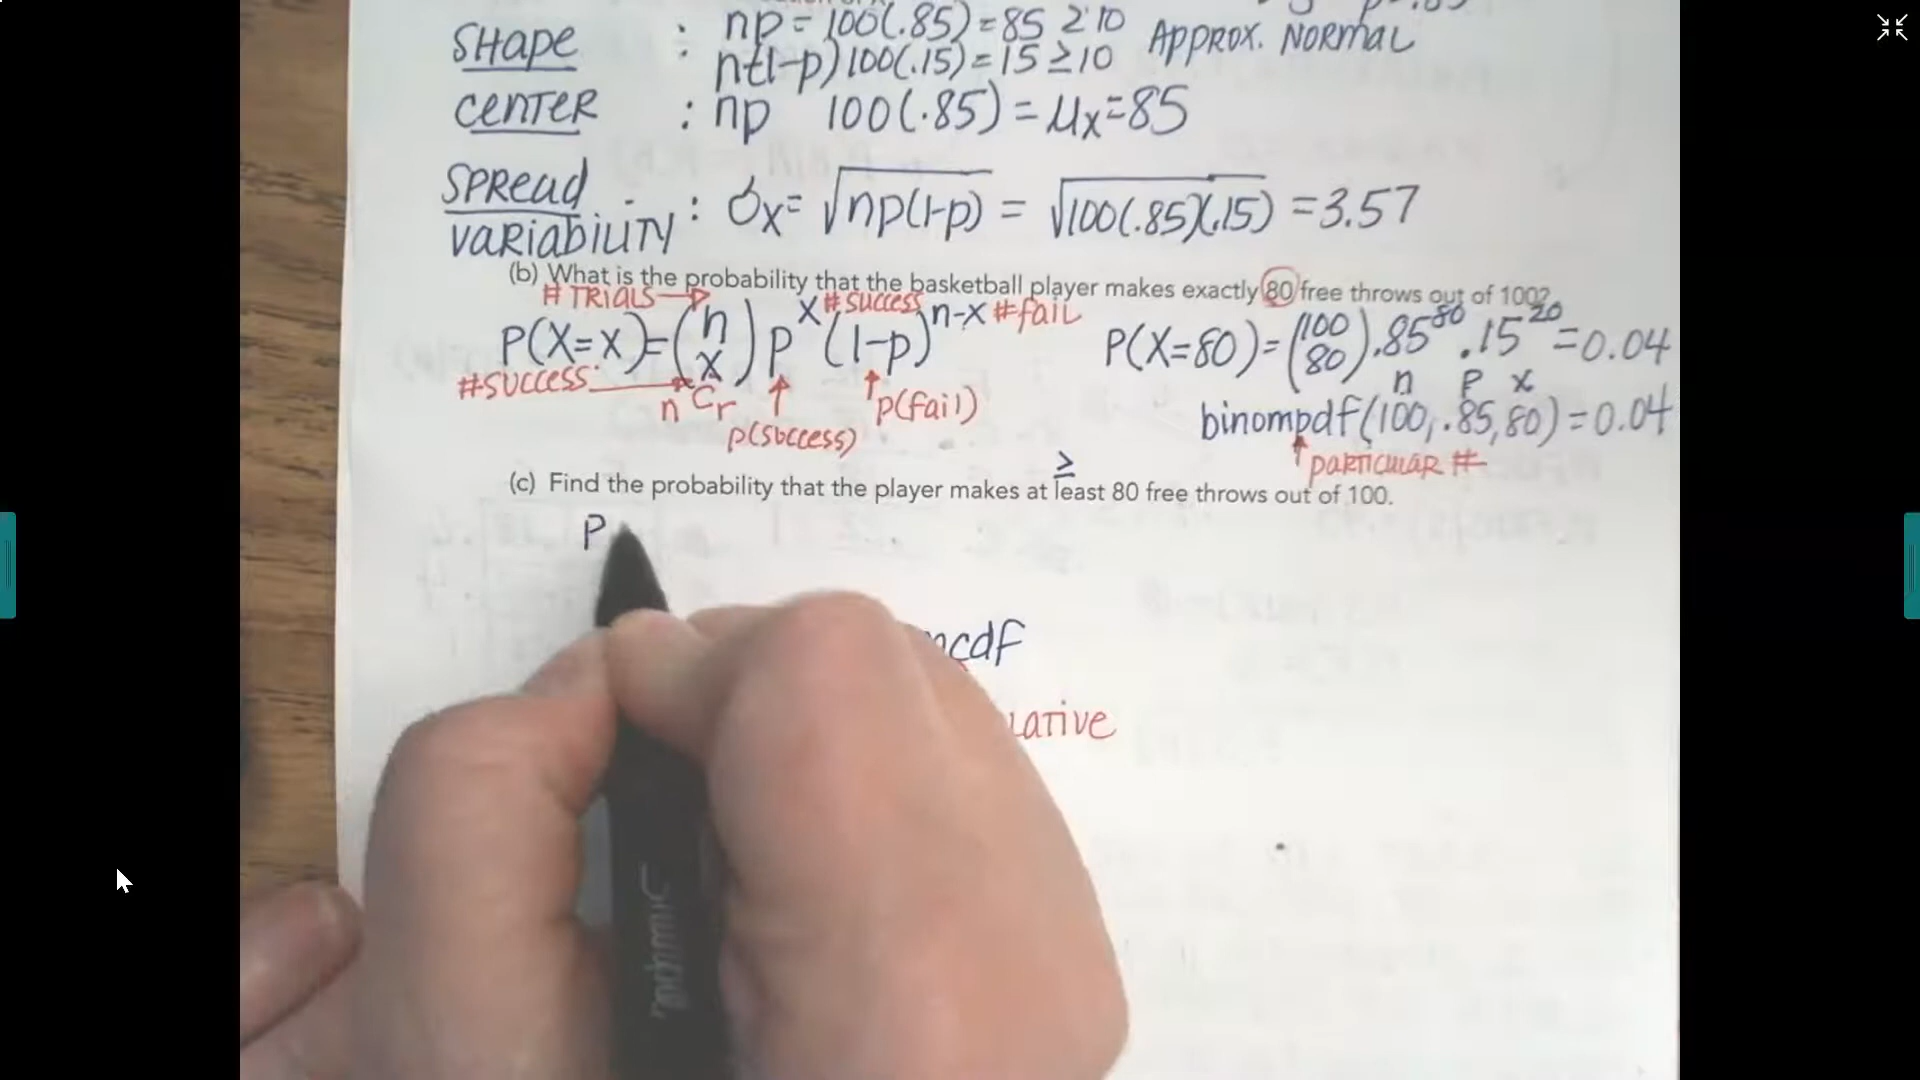 SHAPE : np = 100(.85) = 85 ≥ 10 APPROX. NORMAL
n(1-p) 100(.15) = 15 ≥ 10
CENTER : np 100(.85) = μx = 85
SPREAD
VARIABILITY : σx = √np(1-p) = √100(.85)(.15) = 3.57
(b) What is the probability that the basketball player makes exactly 80 free throws out of 100?
# TRIALS → X # success n-x # fail
P(X=x) = (n x) p (1-p) P(X=80) = (100 80) .85^80 .15^20 = 0.04
# SUCCESS n C r p(fail) n p x
p(success) binompdf(100, .85, 80) = 0.04
PARTICULAR #
≥
(c) Find the probability that the player makes at least 80 free throws out of 100.
P
cdf